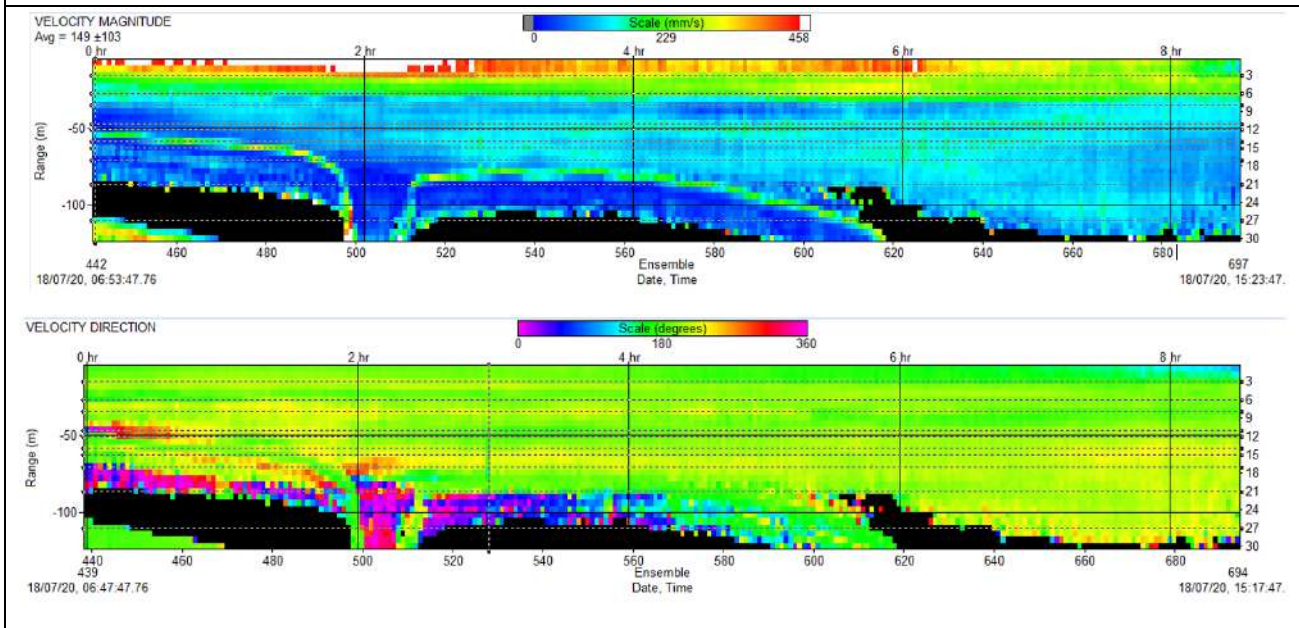 VELOCITY MAGNITUDE
Avg = 149 ±103
Scale (mm/s)
0 229 458
0 hr 2 hr 4 hr 6 hr 8 hr
Range (m)
-50
-100
3
6
9
12
15
18
21
24
27
30
460 480 500 520 540 560 580 600 620 640 660 680
442 Ensemble 697
18/07/20, 06:53:47.76 Date, Time 18/07/20, 15:23:47.
VELOCITY DIRECTION
Scale (degrees)
0 180 360
0 hr 2 hr 4 hr 6 hr 8 hr
Range (m)
-50
-100
3
6
9
12
15
18
21
24
27
30
440 460 480 500 520 540 560 580 600 620 640 660 680
439 Ensemble 694
18/07/20, 06:47:47.76 Date, Time 18/07/20, 15:17:47.